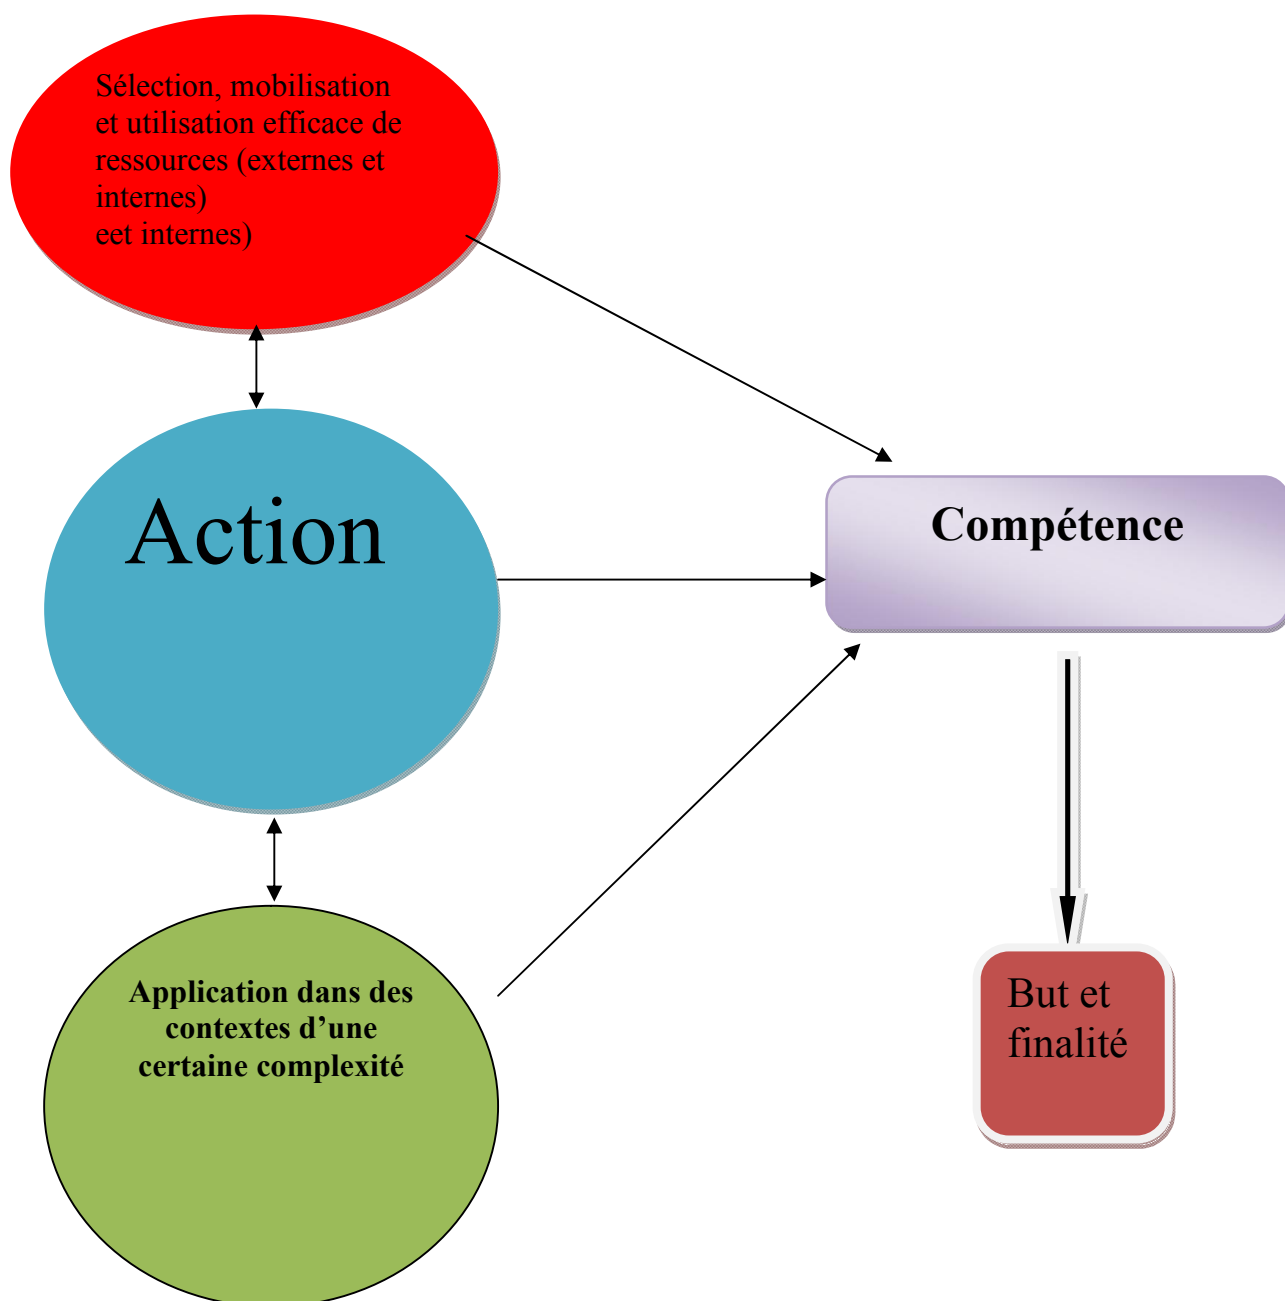 Sélection, mobilisation
et utilisation efficace de
ressources (externes et
internes)
eet internes)
Action
Compétence
Application dans des
contextes d’une
certaine complexité
But et
finalité